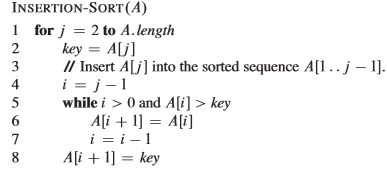 INSERTION-SORT(A)
1 for j = 2 to A.length
2 key = A[j]
3 // Insert A[j] into the sorted sequence A[1 . . j − 1].
4 i = j − 1
5 while i > 0 and A[i] > key
6 A[i + 1] = A[i]
7 i = i − 1
8 A[i + 1] = key